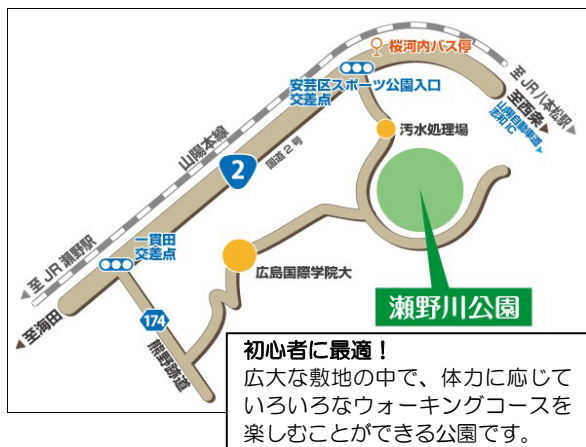 桜河内バス停
安芸区スポーツ公園入口
交差点
至JR八本松駅
至西条
山陽自動車道
志和IC
汚水処理場
山陽本線
国道2号
2
一貫田
交差点
至JR瀬野駅
至海田
広島国際学院大
174
熊野跡道
瀬野川公園
初心者に最適！
広大な敷地の中で、体力に応じて
いろいろなウォーキングコースを
楽しむことができる公園です。